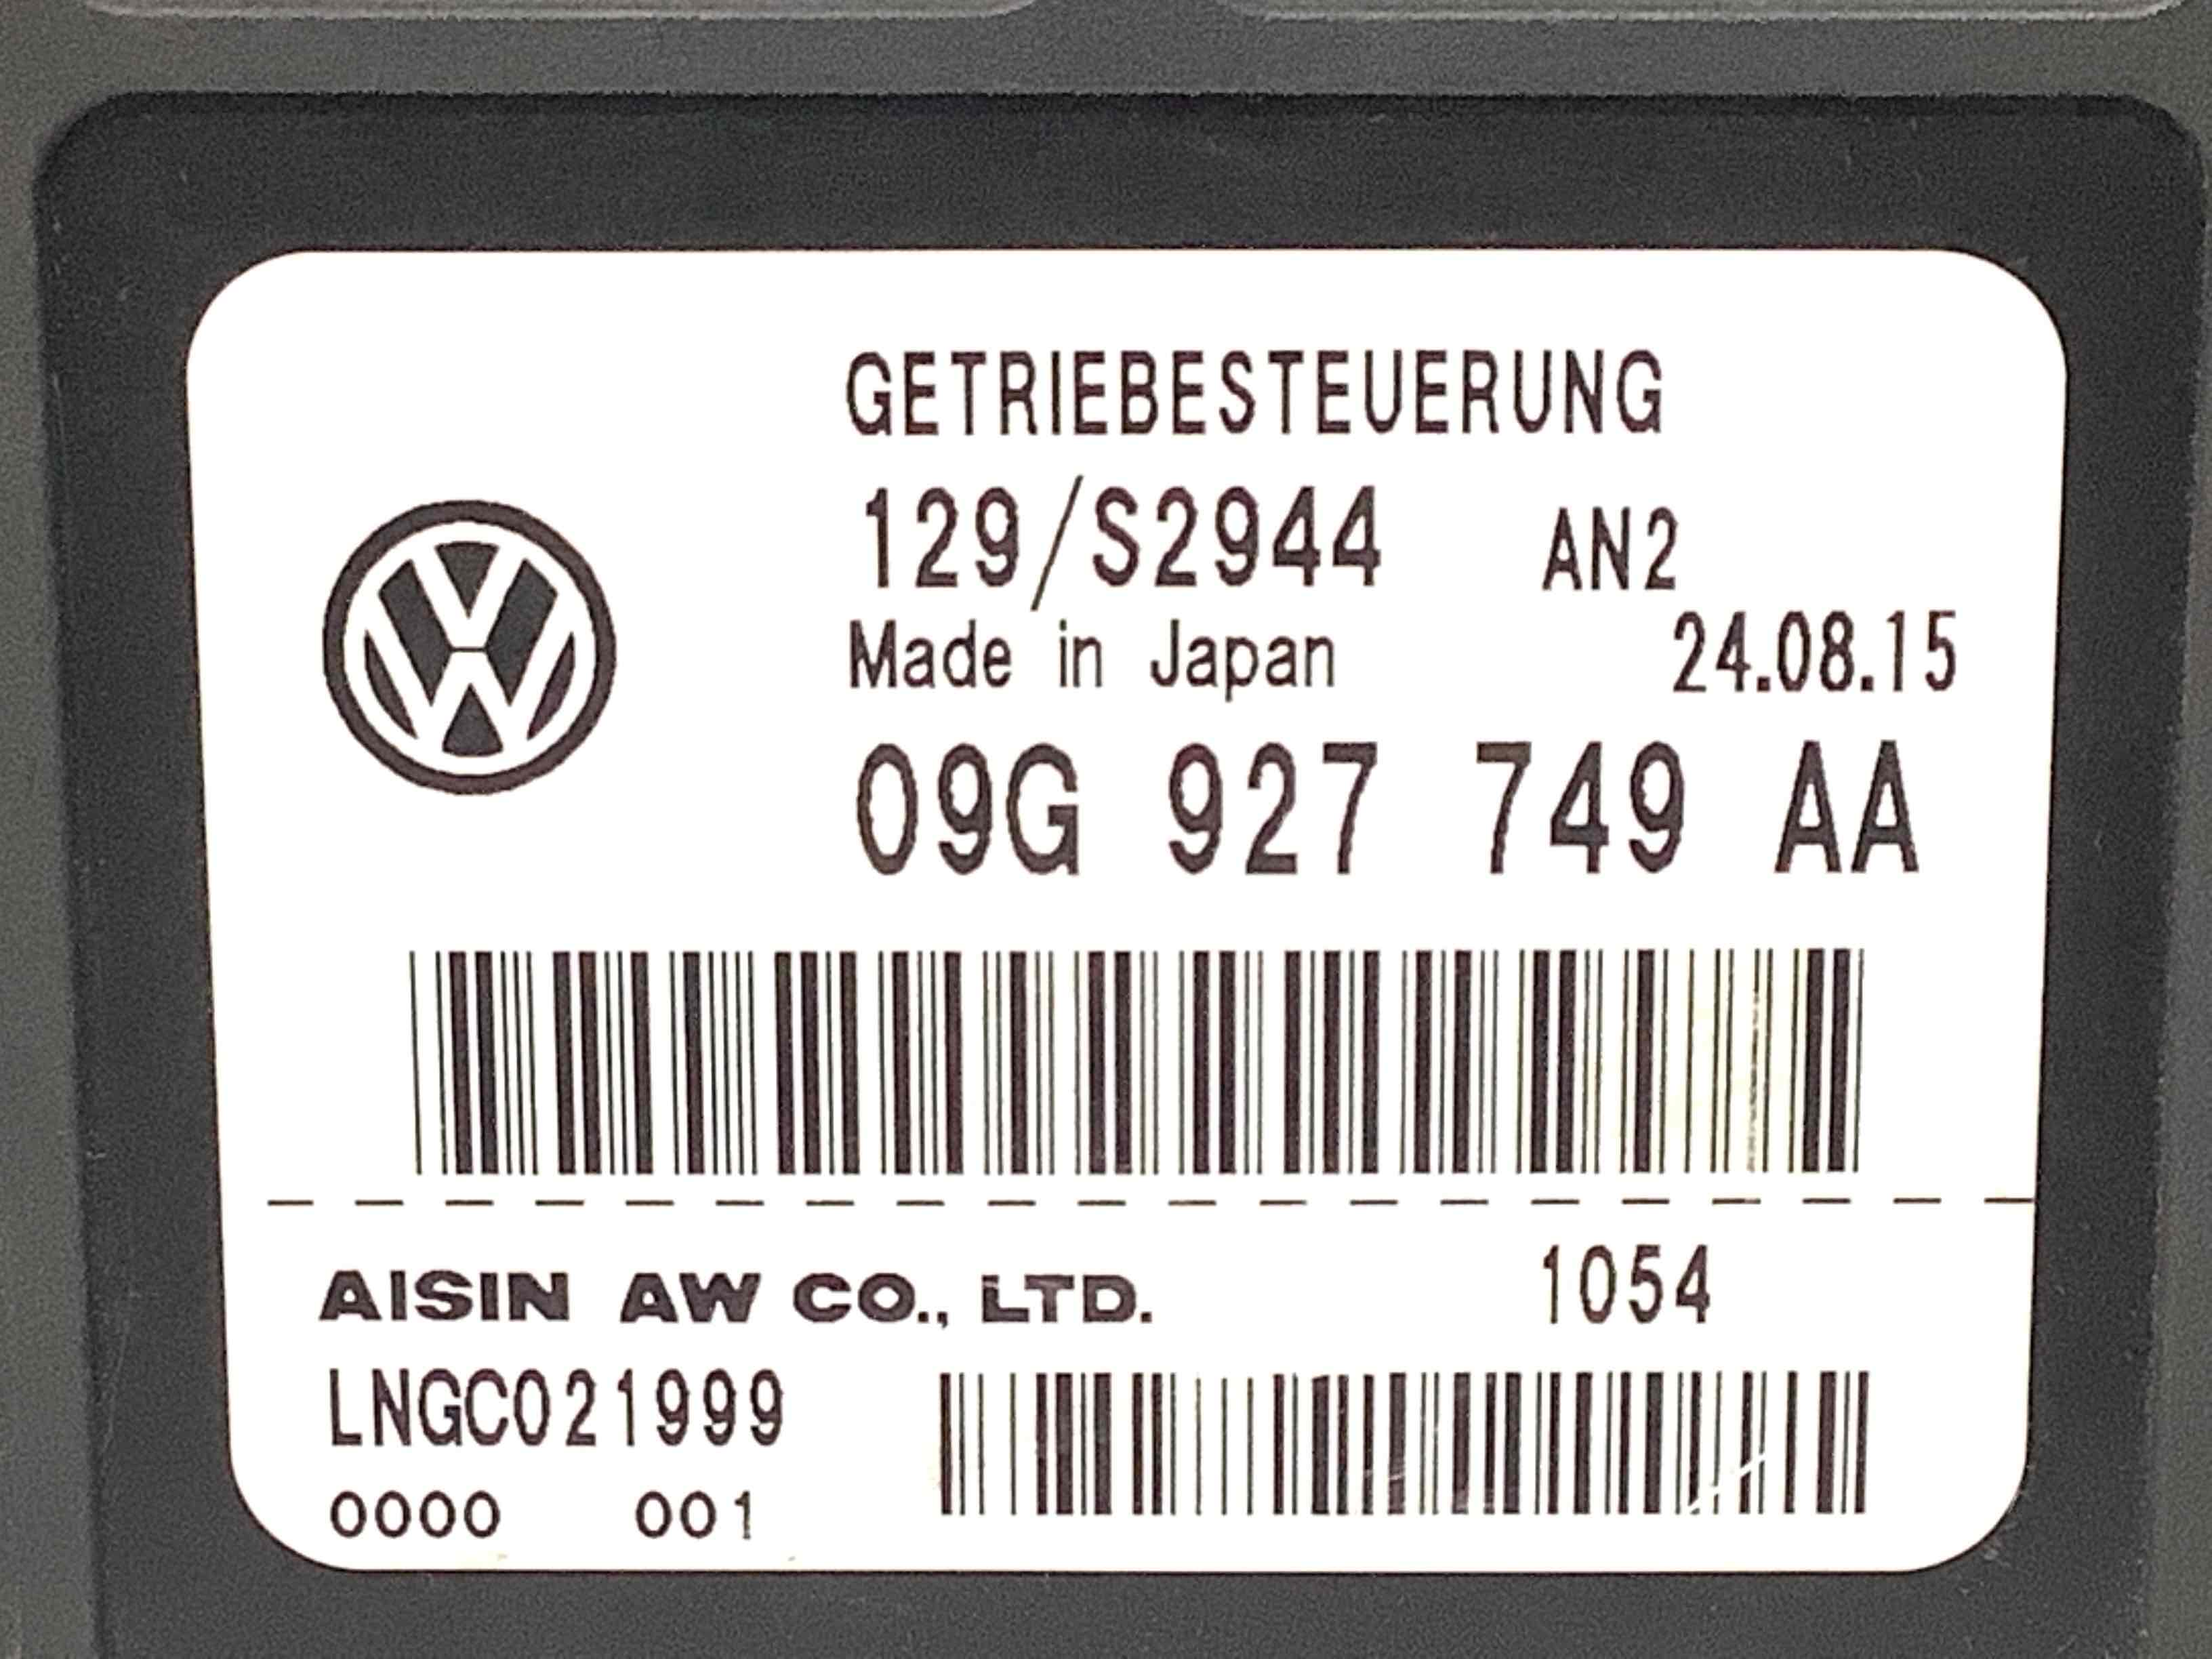 GETRIEBESTEUERUNG
129/S2944 AN2
Made in Japan 24.08.15
09G 927 749 AA
AISIN AW CO., LTD. 1054
LNGC021999
0000 001